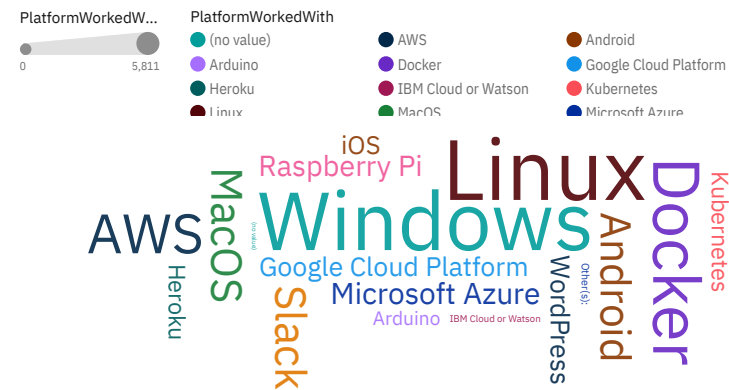 PlatformWorkedW...
PlatformWorkedWith
0
5,811
(no value)
AWS
Android
Arduino
Docker
Google Cloud Platform
Heroku
IBM Cloud or Watson
Kubernetes
Linux
MacOS
Microsoft Azure
iOS
Raspberry Pi
Linux
Docker
Kubernetes
MacOS
Windows
AWS
(no value)
Android
Google Cloud Platform
Heroku
Slack
Microsoft Azure
WordPress
Other(s):
Arduino
IBM Cloud or Watson